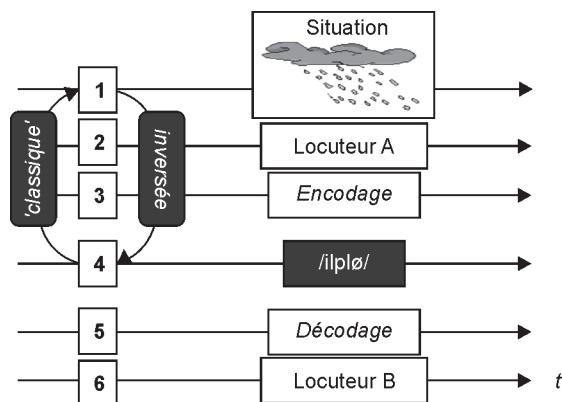 Situation
1
2
Locuteur A
3
Encodage
'classique'
inversée
4
/ilplø/
5
Décodage
6
Locuteur B
t